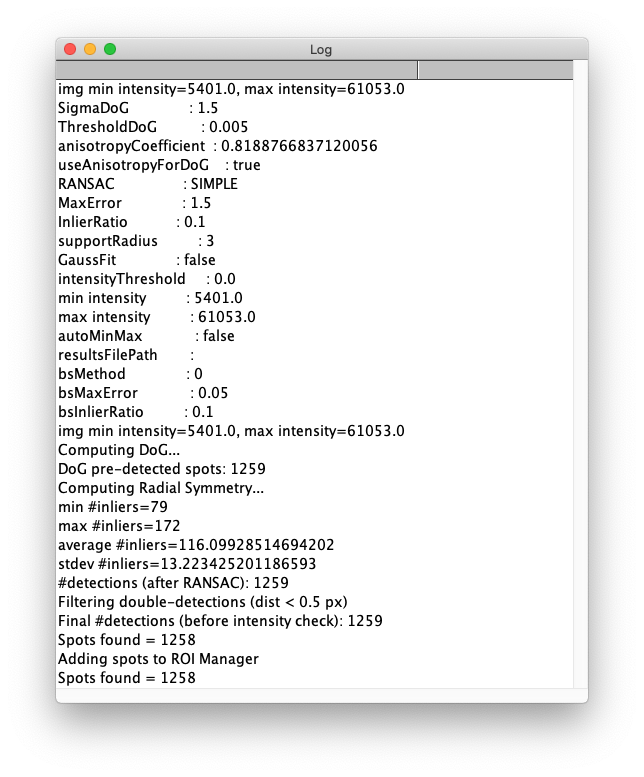 Log
img min intensity=5401.0, max intensity=61053.0
SigmaDoG : 1.5
ThresholdDoG : 0.005
anisotropyCoefficient : 0.8188766837120056
useAnisotropyForDoG : true
RANSAC : SIMPLE
MaxError : 1.5
InlierRatio : 0.1
supportRadius : 3
GaussFit : false
intensityThreshold : 0.0
min intensity : 5401.0
max intensity : 61053.0
autoMinMax : false
resultsFilePath :
bsMethod : 0
bsMaxError : 0.05
bsInlierRatio : 0.1
img min intensity=5401.0, max intensity=61053.0
Computing DoG...
DoG pre-detected spots: 1259
Computing Radial Symmetry...
min #inliers=79
max #inliers=172
average #inliers=116.09928514694202
stdev #inliers=13.223425201186593
#detections (after RANSAC): 1259
Filtering double-detections (dist < 0.5 px)
Final #detections (before intensity check): 1259
Spots found = 1258
Adding spots to ROI Manager
Spots found = 1258